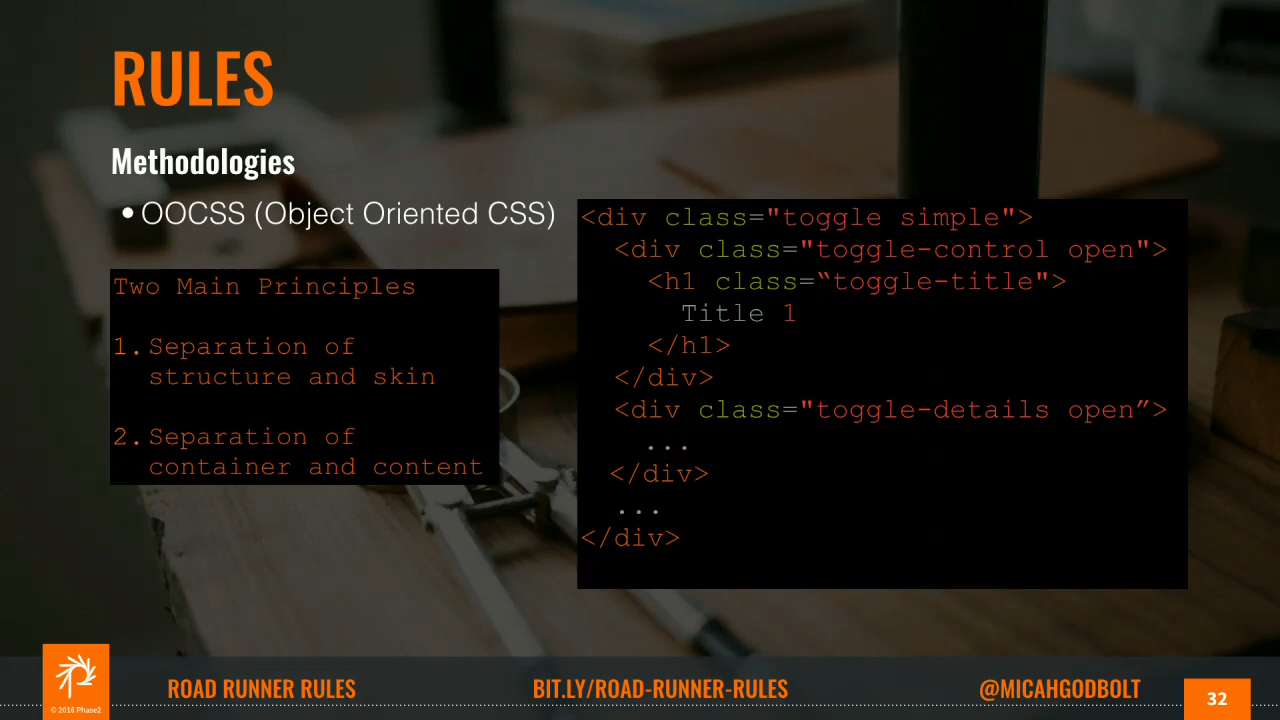 RULES
Methodologies
• OOCSS (Object Oriented CSS)
Two Main Principles
1. Separation of
structure and skin
2. Separation of
container and content
<div class="toggle simple">
  <div class="toggle-control open">
    <h1 class=“toggle-title">
      Title 1
    </h1>
  </div>
  <div class="toggle-details open”>
    ...
  </div>
  ...
</div>
© 2016 Phase2
ROAD RUNNER RULES
BIT.LY/ROAD-RUNNER-RULES
@MICAHGODBOLT
32